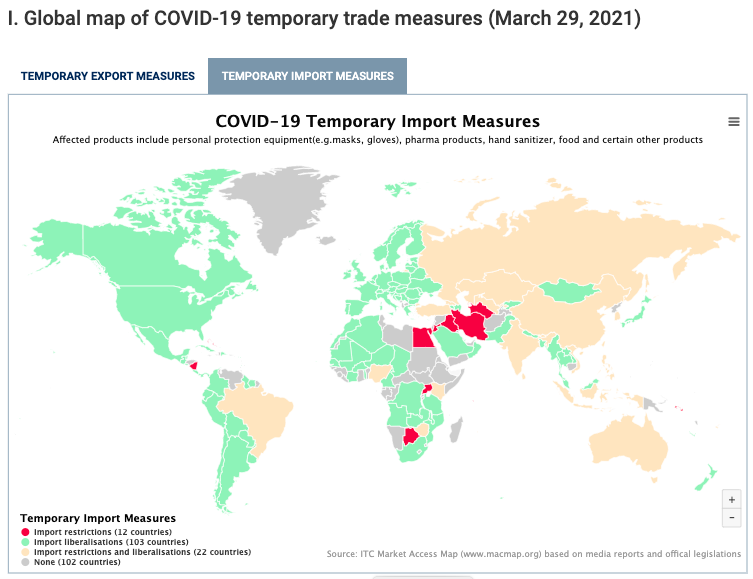 I. Global map of COVID-19 temporary trade measures (March 29, 2021)
TEMPORARY EXPORT MEASURES
TEMPORARY IMPORT MEASURES
COVID-19 Temporary Import Measures
Affected products include personal protection equipment(e.g.masks, gloves), pharma products, hand sanitizer, food and certain other products
+
−
Temporary Import Measures
Import restrictions (12 countries)
Import liberalisations (103 countries)
Import restrictions and liberalisations (22 countries)
None (102 countries)
Source: ITC Market Access Map (www.macmap.org) based on media reports and offical legislations